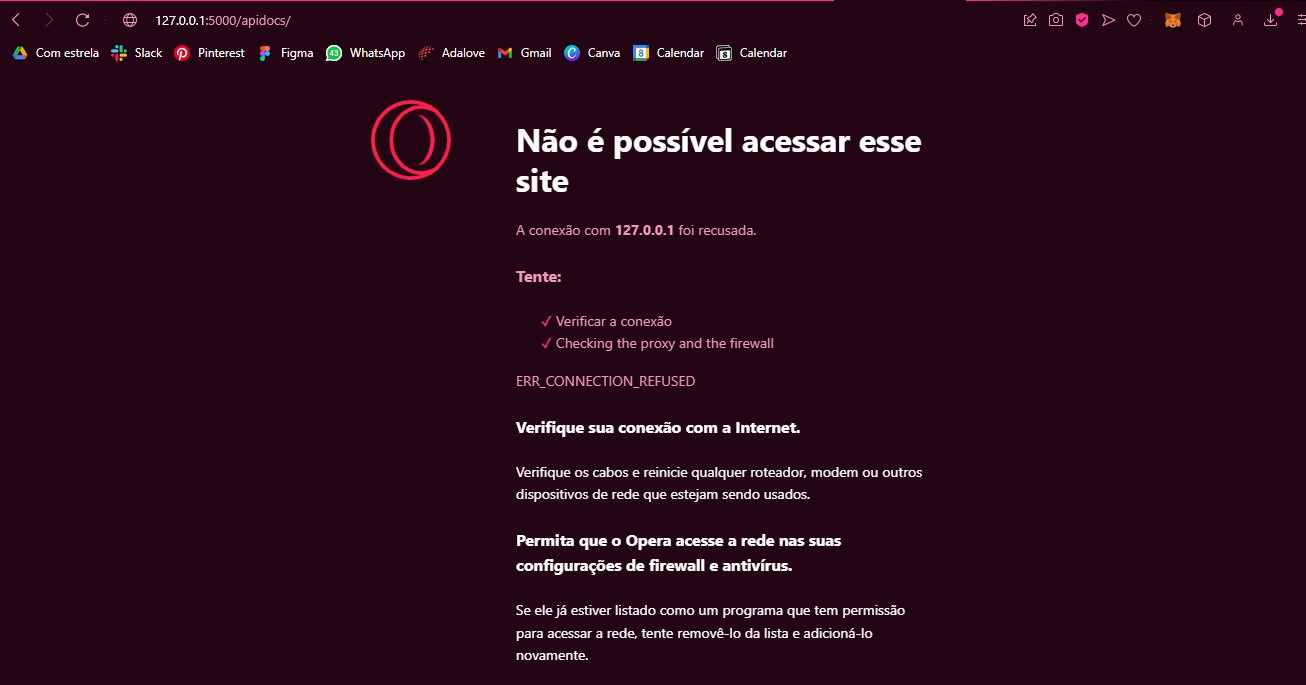 127.0.0.1:5000/apidocs/
Com estrela Slack Pinterest Figma 43 WhatsApp Adalove Gmail Canva 8 Calendar 8 Calendar
Não é possível acessar esse
site
A conexão com 127.0.0.1 foi recusada.
Tente:
Verificar a conexão
Checking the proxy and the firewall
ERR_CONNECTION_REFUSED
Verifique sua conexão com a Internet.
Verifique os cabos e reinicie qualquer roteador, modem ou outros
dispositivos de rede que estejam sendo usados.
Permita que o Opera acesse a rede nas suas
configurações de firewall e antivírus.
Se ele já estiver listado como um programa que tem permissão
para acessar a rede, tente removê-lo da lista e adicioná-lo
novamente.